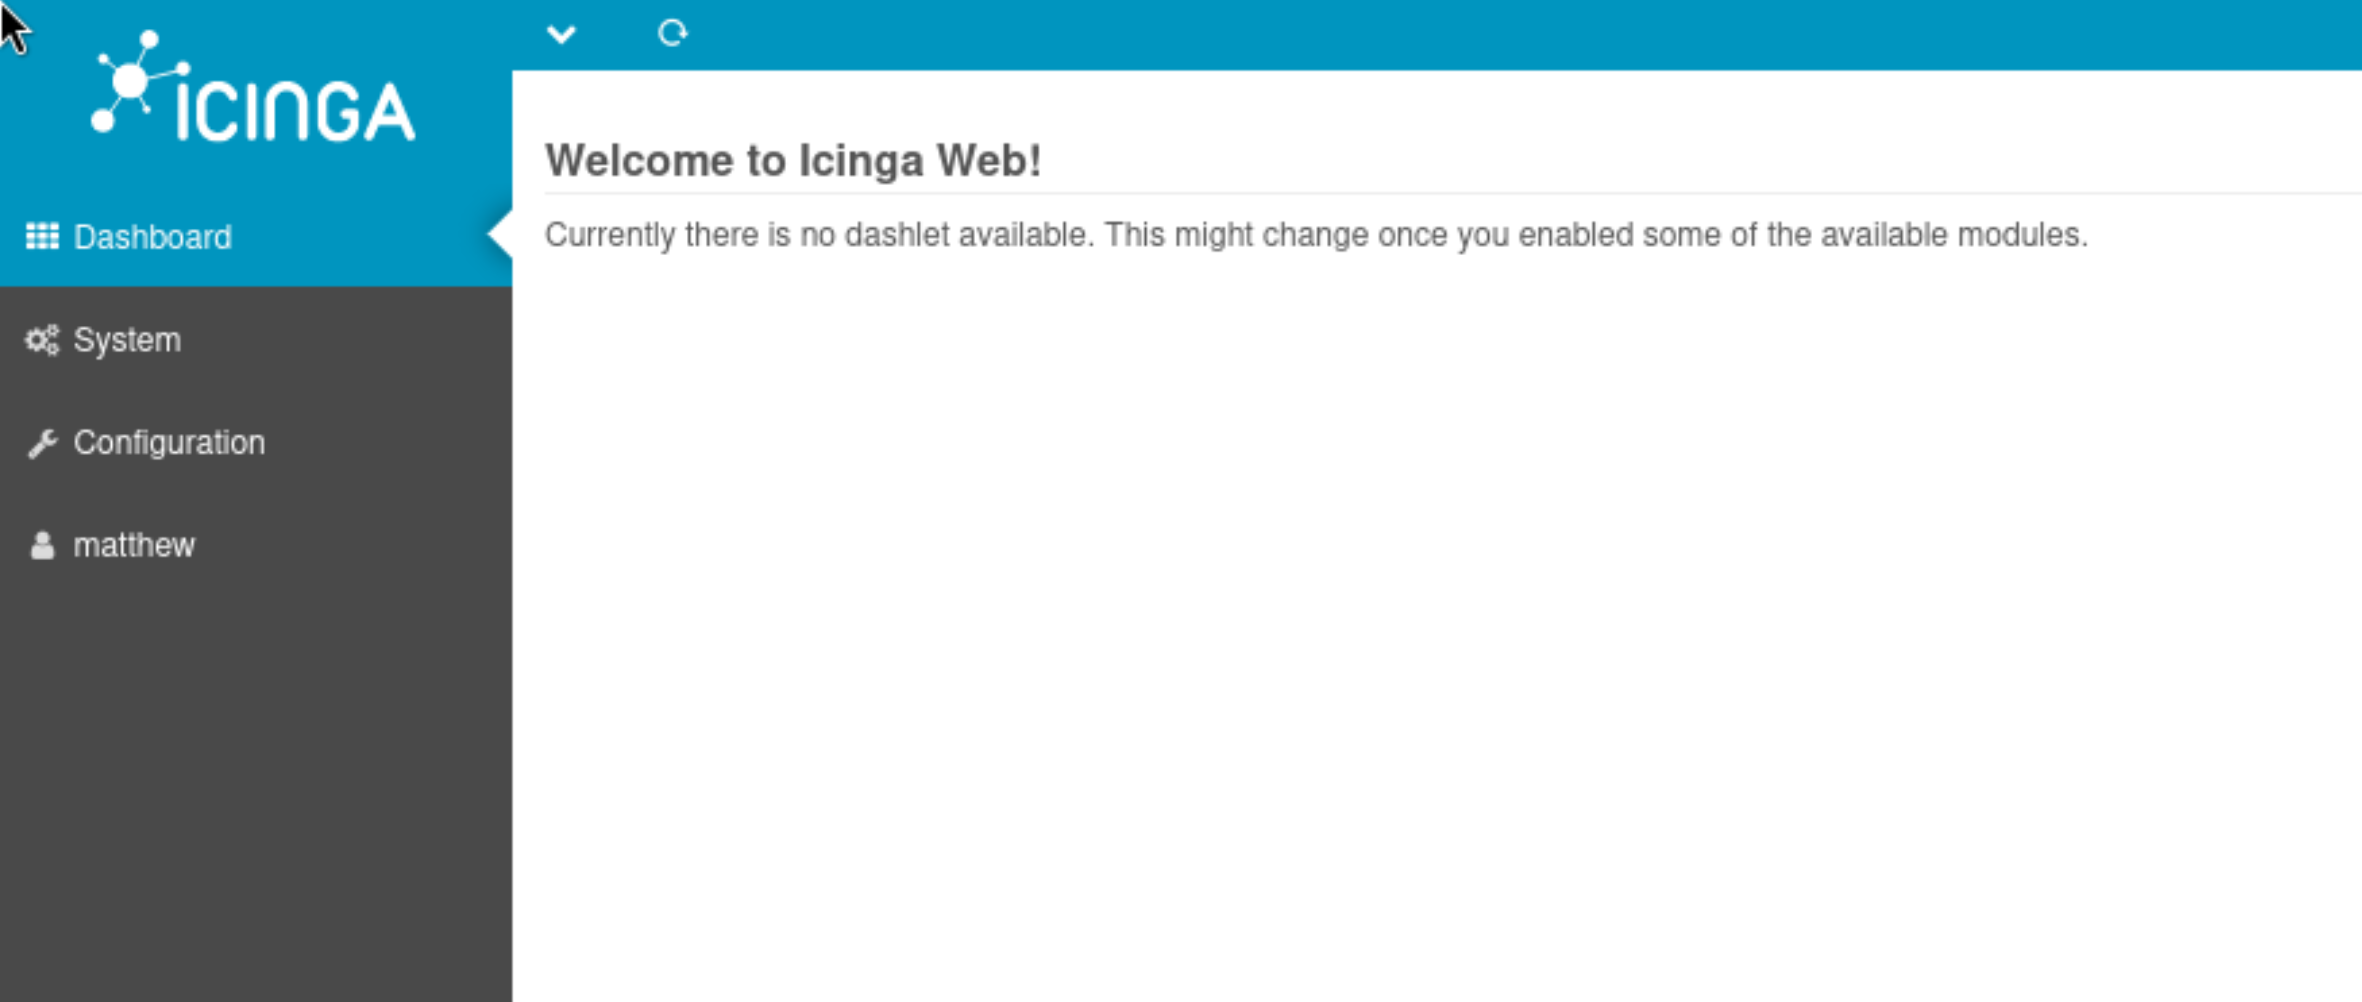 ICINGA
Dashboard
System
Configuration
matthew
Welcome to Icinga Web!
Currently there is no dashlet available. This might change once you enabled some of the available modules.